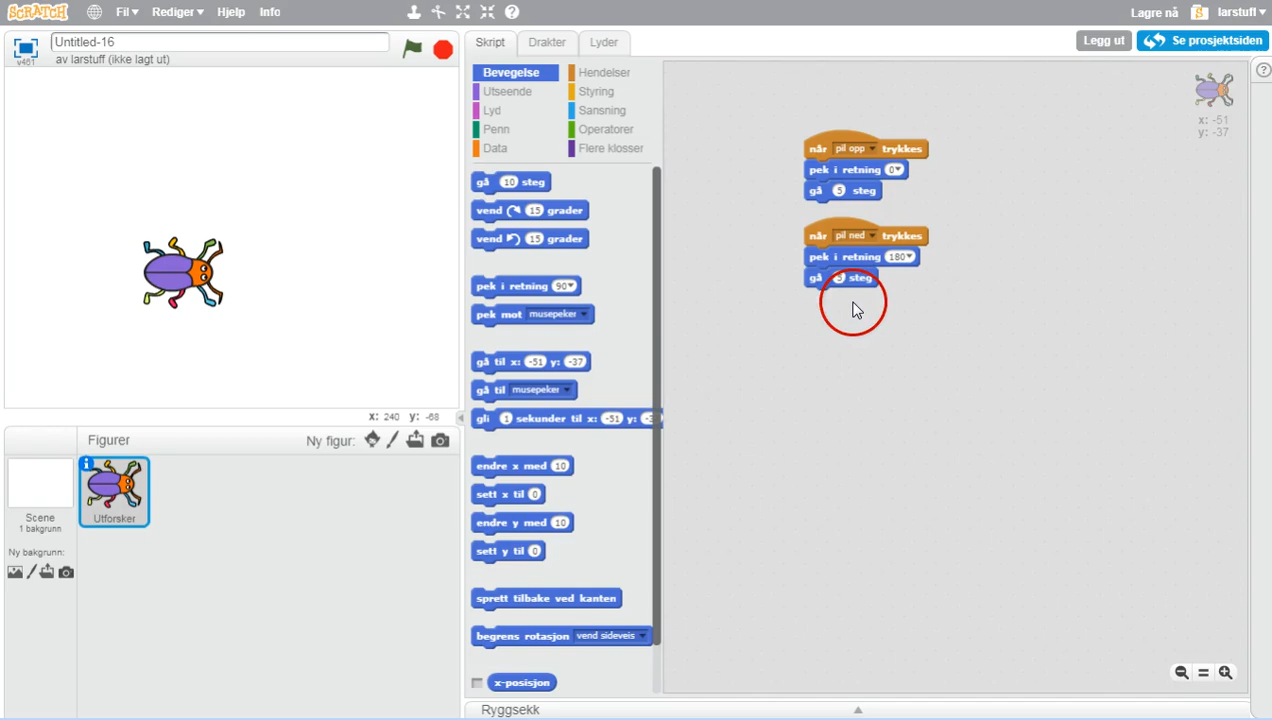 SCRATCH Fil Rediger Hjelp Info Lagre nå larstufl
Untitled-16
av larstuff (ikke lagt ut)
v461
Skript Drakter Lyder
Legg ut Se prosjektsiden
Bevegelse Hendelser
Utseende Styring
Lyd Sansning
Penn Operatorer
Data Flere klosser
gå 10 steg
vend 15 grader
vend 15 grader
pek i retning 90
pek mot musepeker
gå til x: -51 y: -37
gå til musepeker
gli 1 sekunder til x: -51 y:
endre x med 10
sett x til 0
endre y med 10
sett y til 0
sprett tilbake ved kanten
begrens rotasjon vend sideveis
x-posisjon
når pil opp trykkes
pek i retning 0
gå 5 steg
når pil ned trykkes
pek i retning 180
gå 5 steg
x: -51
y: -37
x: 240 y: -68
Figurer Ny figur:
Scene
1 bakgrunn
Ny bakgrunn:
Utforsker
Ryggsekk